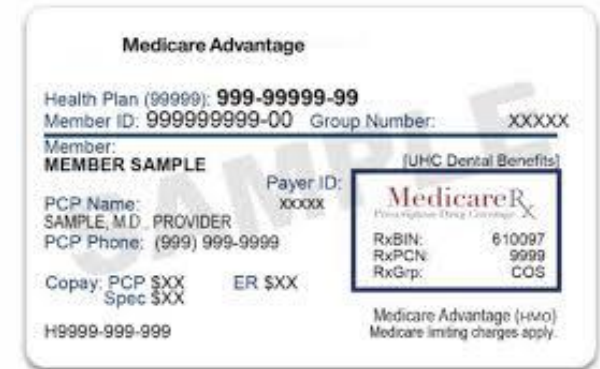 Medicare Advantage
Health Plan (99999): 999-99999-99
Member ID: 999999999-00 Group Number: XXXXX
Member:
MEMBER SAMPLE
[UHC Dental Benefits]
Payer ID:
XXXXX
PCP Name:
SAMPLE, M.D., PROVIDER
PCP Phone: (999) 999-9999
MedicareRx
Prescription Drug Coverage
RxBIN: 610097
RxPCN: 9999
RxGrp: COS
Copay: PCP $XX ER $XX
Spec $XX
H9999-999-999
Medicare Advantage (HMO)
Medicare limiting charges apply.
SAMPLE